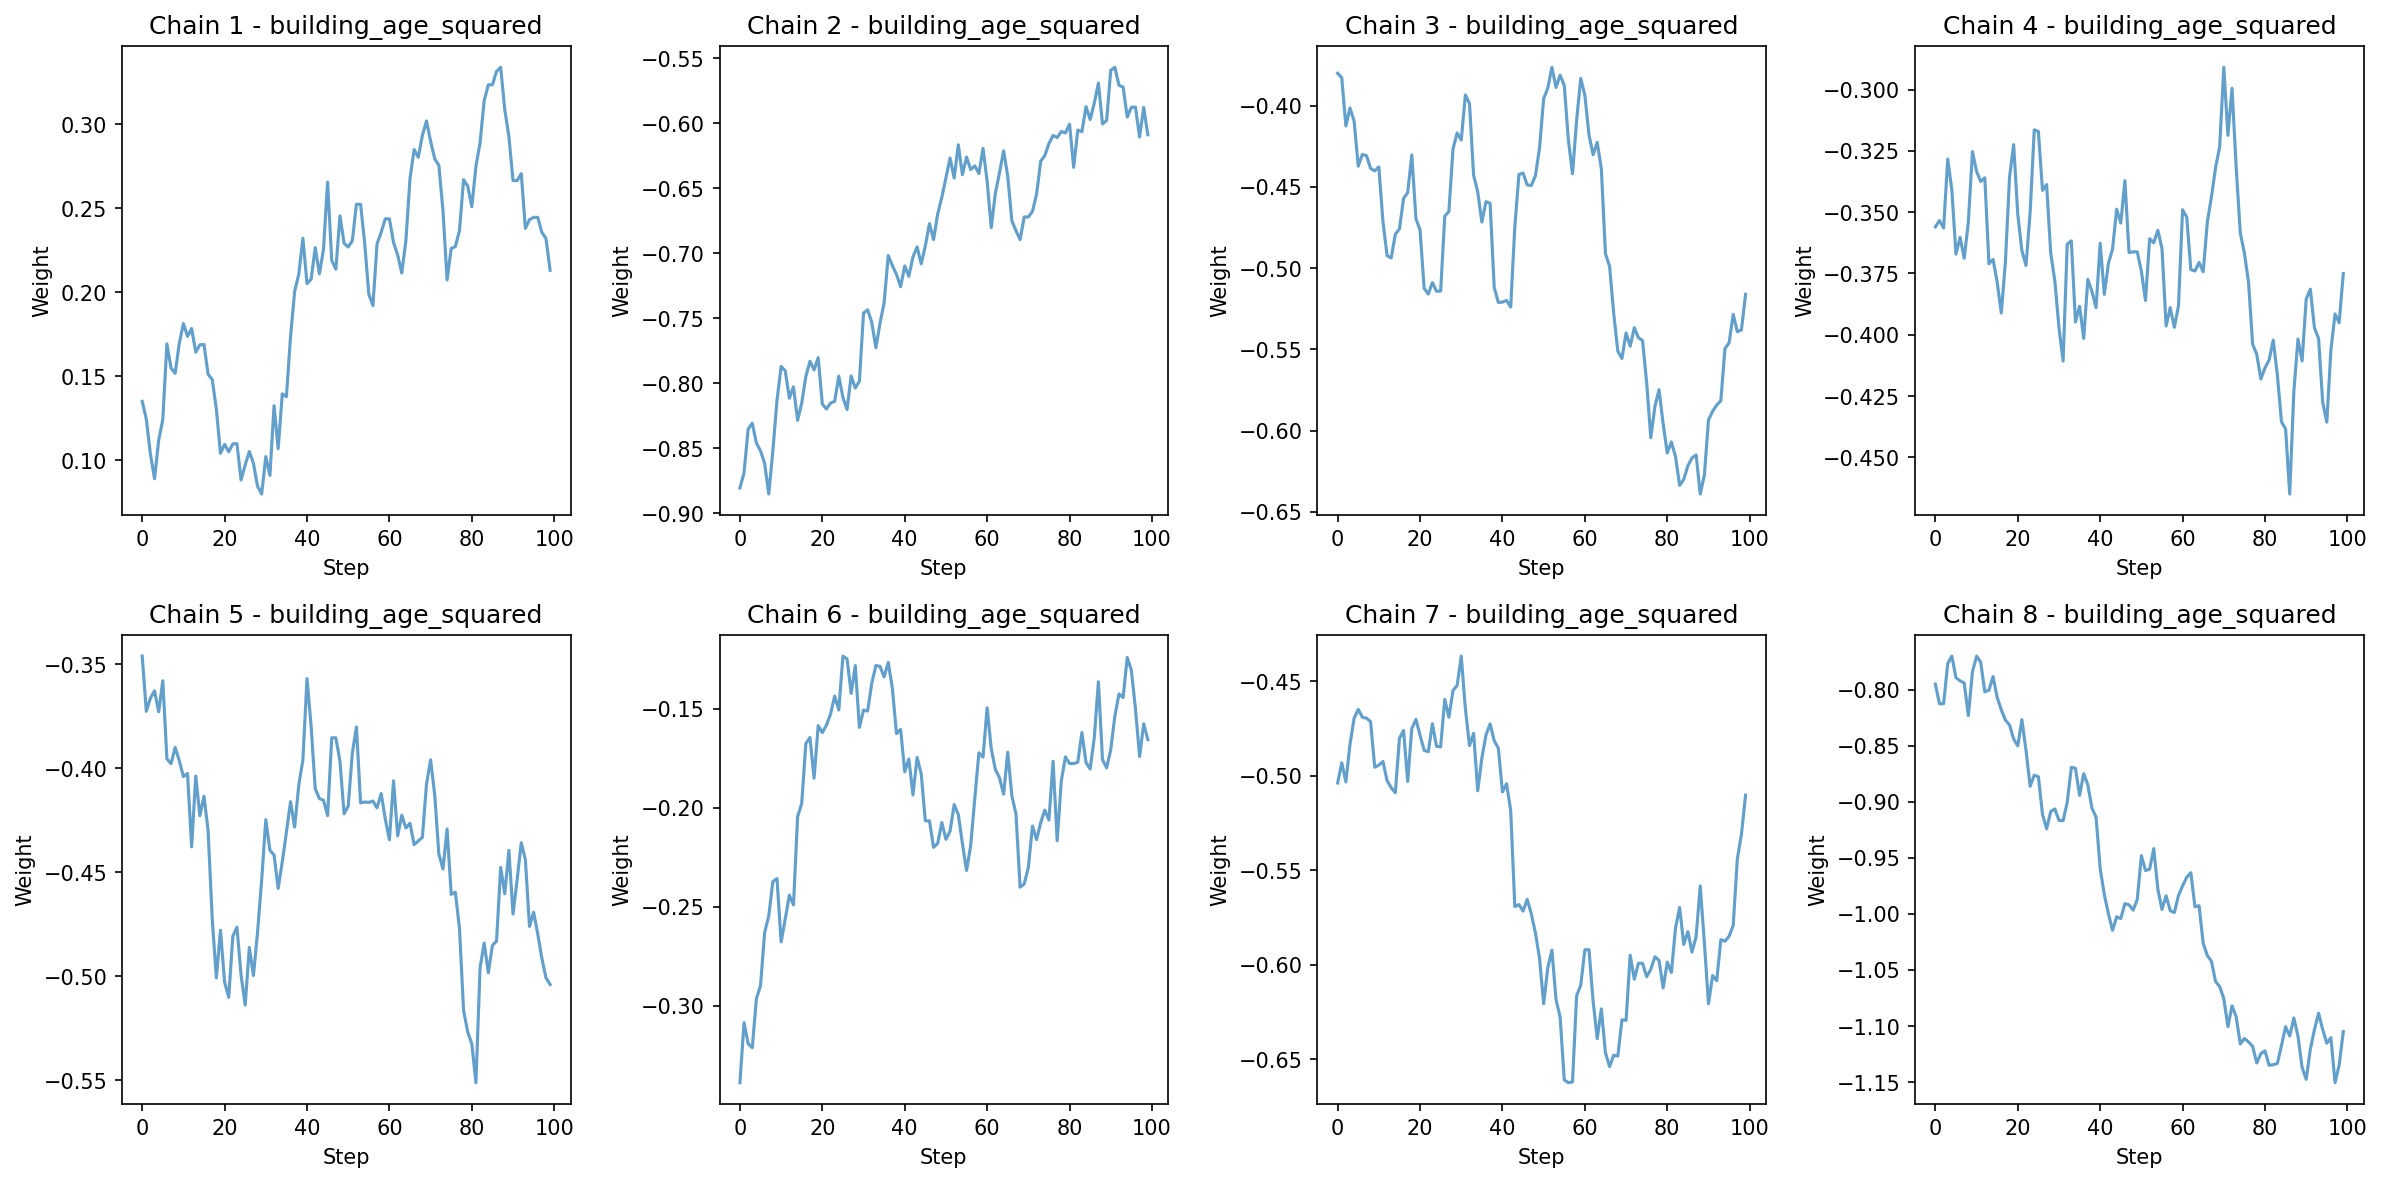 Chain 1 - building_age_squared
Chain 2 - building_age_squared
Chain 3 - building_age_squared
Chain 4 - building_age_squared
0.30
0.25
0.20
0.15
0.10
Weight
0 20 40 60 80 100
Step
−0.55
−0.60
−0.65
−0.70
−0.75
−0.80
−0.85
−0.90
Weight
0 20 40 60 80 100
Step
−0.40
−0.45
−0.50
−0.55
−0.60
−0.65
Weight
0 20 40 60 80 100
Step
−0.300
−0.325
−0.350
−0.375
−0.400
−0.425
−0.450
Weight
0 20 40 60 80 100
Step
Chain 5 - building_age_squared
Chain 6 - building_age_squared
Chain 7 - building_age_squared
Chain 8 - building_age_squared
−0.35
−0.40
−0.45
−0.50
−0.55
Weight
0 20 40 60 80 100
Step
−0.15
−0.20
−0.25
−0.30
Weight
0 20 40 60 80 100
Step
−0.45
−0.50
−0.55
−0.60
−0.65
Weight
0 20 40 60 80 100
Step
−0.80
−0.85
−0.90
−0.95
−1.00
−1.05
−1.10
−1.15
Weight
0 20 40 60 80 100
Step